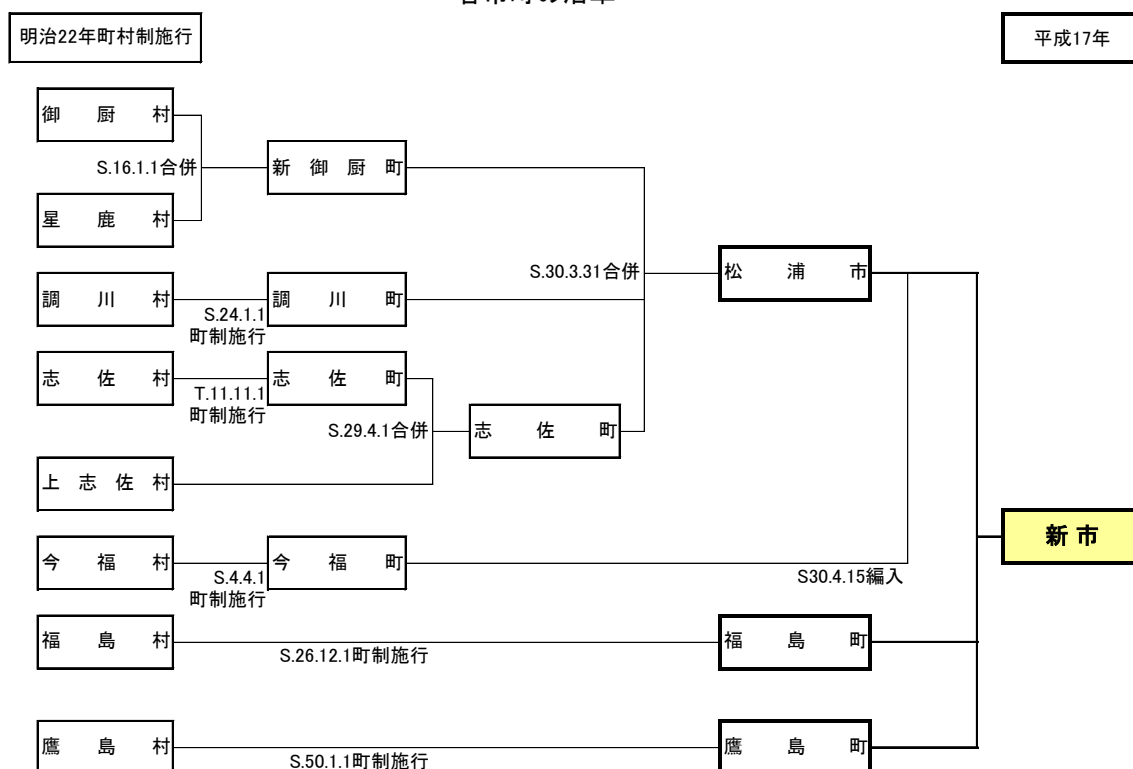 明治22年町村制施行
平成17年
御厨村
S.16.1.1合併
新御厨町
星鹿村
S.30.3.31合併
松浦市
調川村
S.24.1.1
町制施行
調川町
志佐村
T.11.11.1
町制施行
志佐町
S.29.4.1合併
志佐町
上志佐村
新市
今福村
S.4.4.1
町制施行
今福町
S30.4.15編入
福島村
S.26.12.1町制施行
福島町
鷹島村
S.50.1.1町制施行
鷹島町